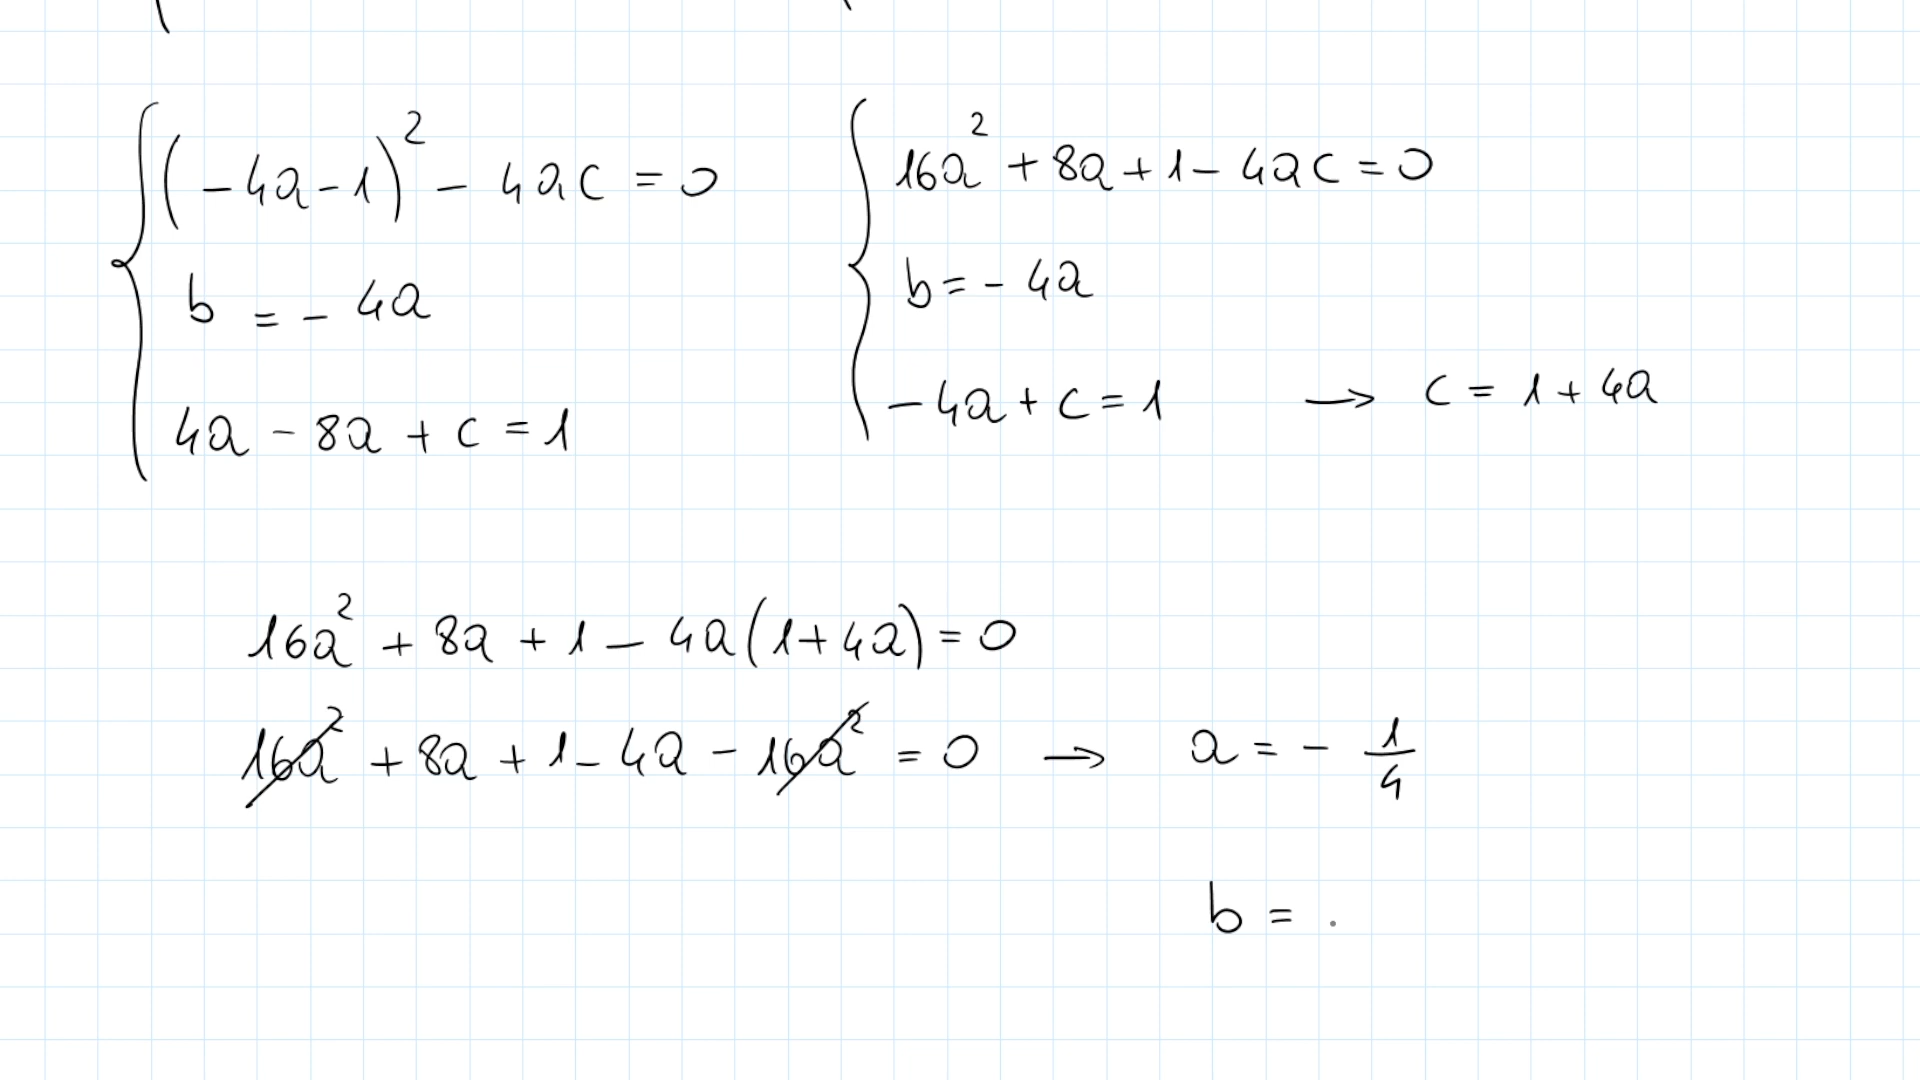 (-4a-1)² - 4ac = 0
b = - 4a
4a - 8a + c = 1
16a² + 8a + 1 - 4ac = 0
b = - 4a
-4a + c = 1 → c = 1 + 4a
16a² + 8a + 1 - 4a(1+4a) = 0
16a² + 8a + 1 - 4a - 16a² = 0 → a = - 1/4
b = .